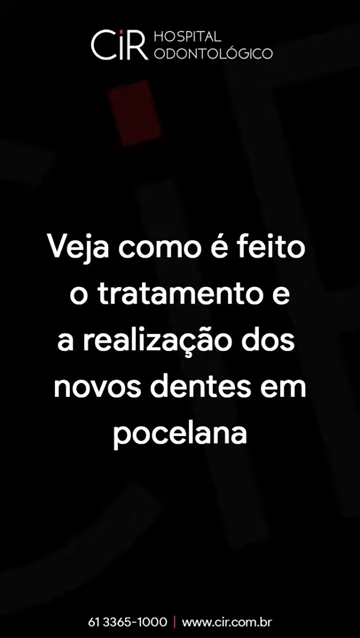 CiR HOSPITAL
ODONTOLÓGICO
Veja como é feito
o tratamento e
a realização dos
novos dentes em
pocelana
61 3365-1000 | www.cir.com.br